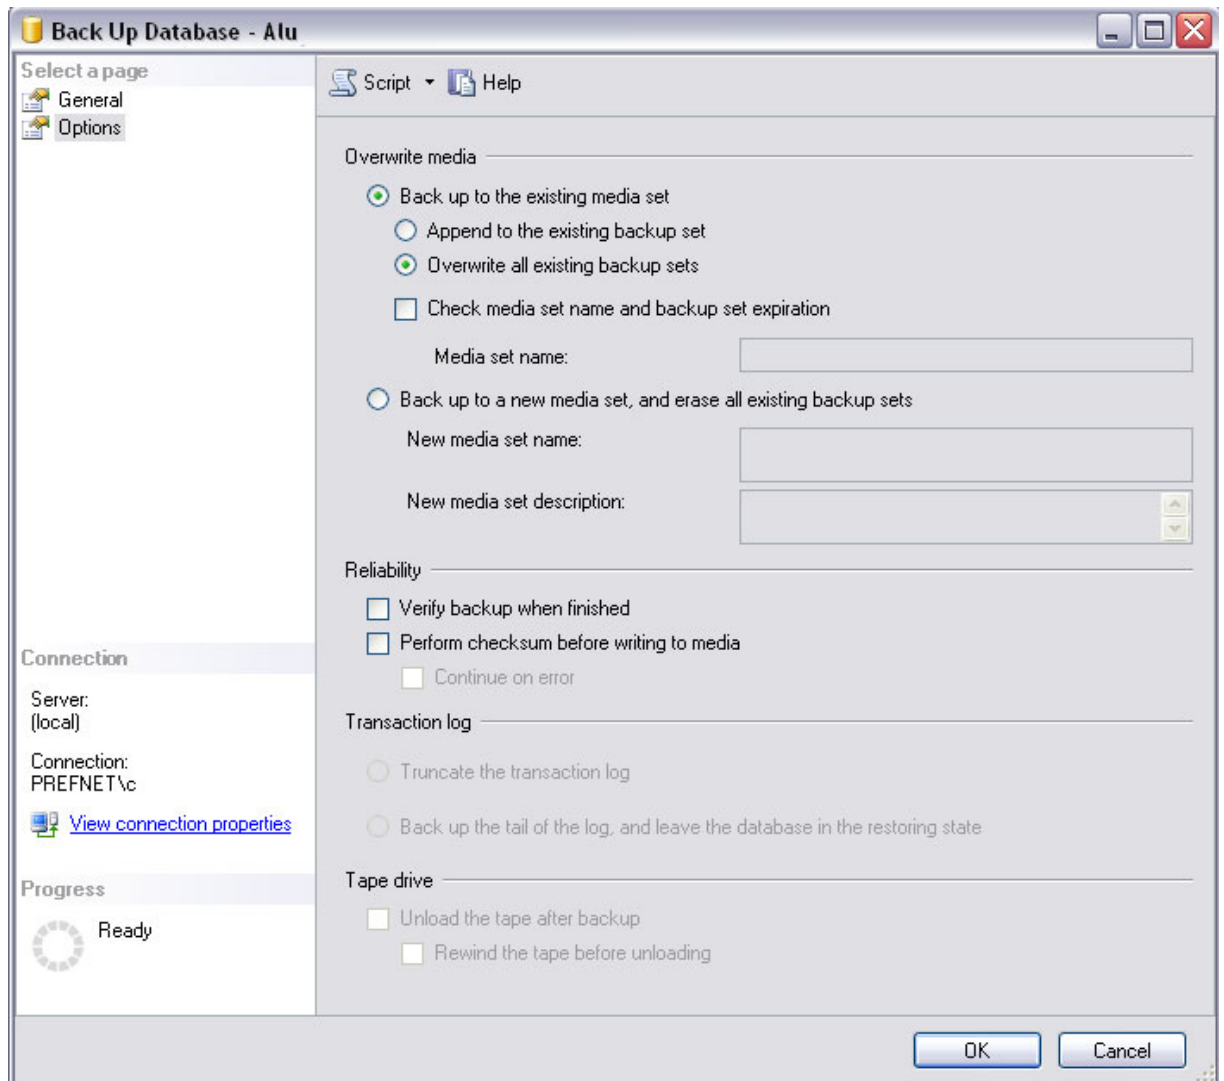 Back Up Database - Alu
Select a page
General
Options
Script
Help
Overwrite media
Back up to the existing media set
Append to the existing backup set
Overwrite all existing backup sets
Check media set name and backup set expiration
Media set name:
Back up to a new media set, and erase all existing backup sets
New media set name:
New media set description:
Reliability
Verify backup when finished
Perform checksum before writing to media
Continue on error
Transaction log
Truncate the transaction log
Back up the tail of the log, and leave the database in the restoring state
Tape drive
Unload the tape after backup
Rewind the tape before unloading
Connection
Server:
(local)
Connection:
PREFNET\c
View connection properties
Progress
Ready
OK
Cancel